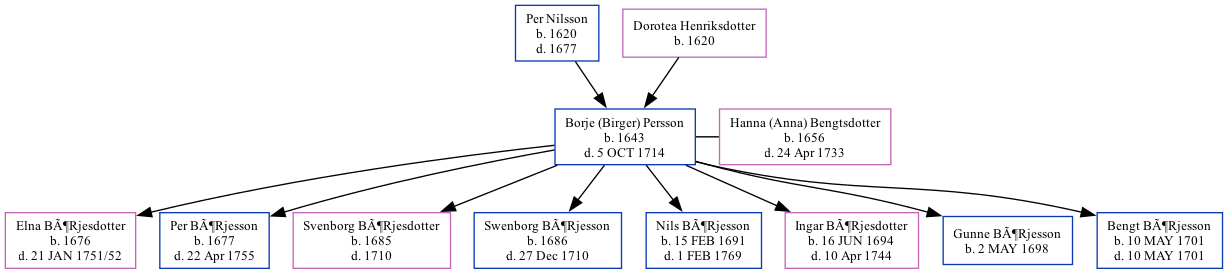 Per Nilsson
b. 1620
d. 1677
Dorotea Henriksdotter
b. 1620
Borje (Birger) Persson
b. 1643
d. 5 OCT 1714
Hanna (Anna) Bengtsdotter
b. 1656
d. 24 Apr 1733
Elna BÃ¶Rjesdotter
b. 1676
d. 21 JAN 1751/52
Per BÃ¶Rjesson
b. 1677
d. 22 Apr 1755
Svenborg BÃ¶Rjesdotter
b. 1685
d. 1710
Swenborg BÃ¶Rjesson
b. 1686
d. 27 Dec 1710
Nils BÃ¶Rjesson
b. 15 FEB 1691
d. 1 FEB 1769
Ingar BÃ¶Rjesdotter
b. 16 JUN 1694
d. 10 Apr 1744
Gunne BÃ¶Rjesson
b. 2 MAY 1698
Bengt BÃ¶Rjesson
b. 10 MAY 1701
d. 10 MAY 1701